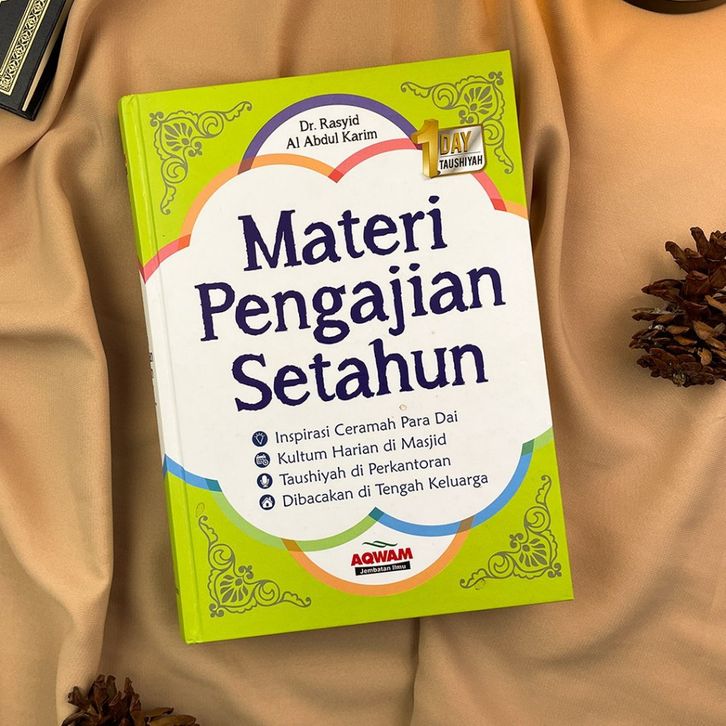 Dr. Rasyid
Al Abdul Karim
1 DAY
TAUSHIYAH
Materi
Pengajian
Setahun
Inspirasi Ceramah Para Dai
Kultum Harian di Masjid
Taushiyah di Perkantoran
Dibacakan di Tengah Keluarga
AQWAM
Jembatan Ilmu